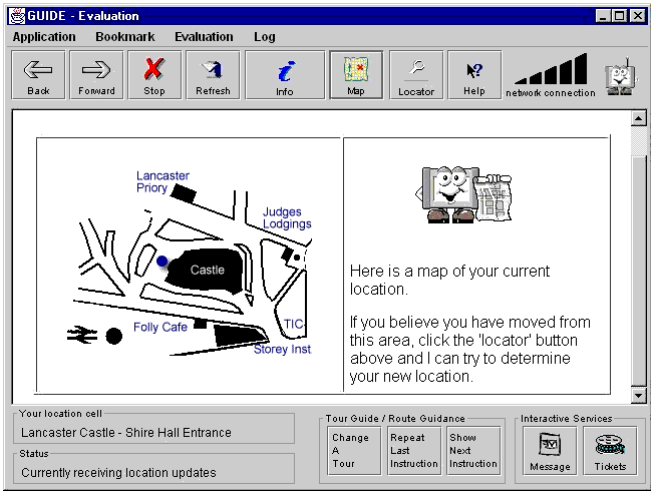 GUIDE - Evaluation
Application Bookmark Evaluation Log
Back Forward Stop Refresh Info Map Locator Help network connection
Lancaster
Priory
Judges
Lodgings
Castle
Folly Cafe
TIC
Storey Inst
Here is a map of your current
location.
If you believe you have moved from
this area, click the 'locator' button
above and I can try to determine
your new location.
Your location cell
Lancaster Castle - Shire Hall Entrance
Status
Currently receiving location updates
Tour Guide / Route Guidance
Change
A
Tour
Repeat
Last
Instruction
Show
Next
Instruction
Interactive Services
Message
Tickets